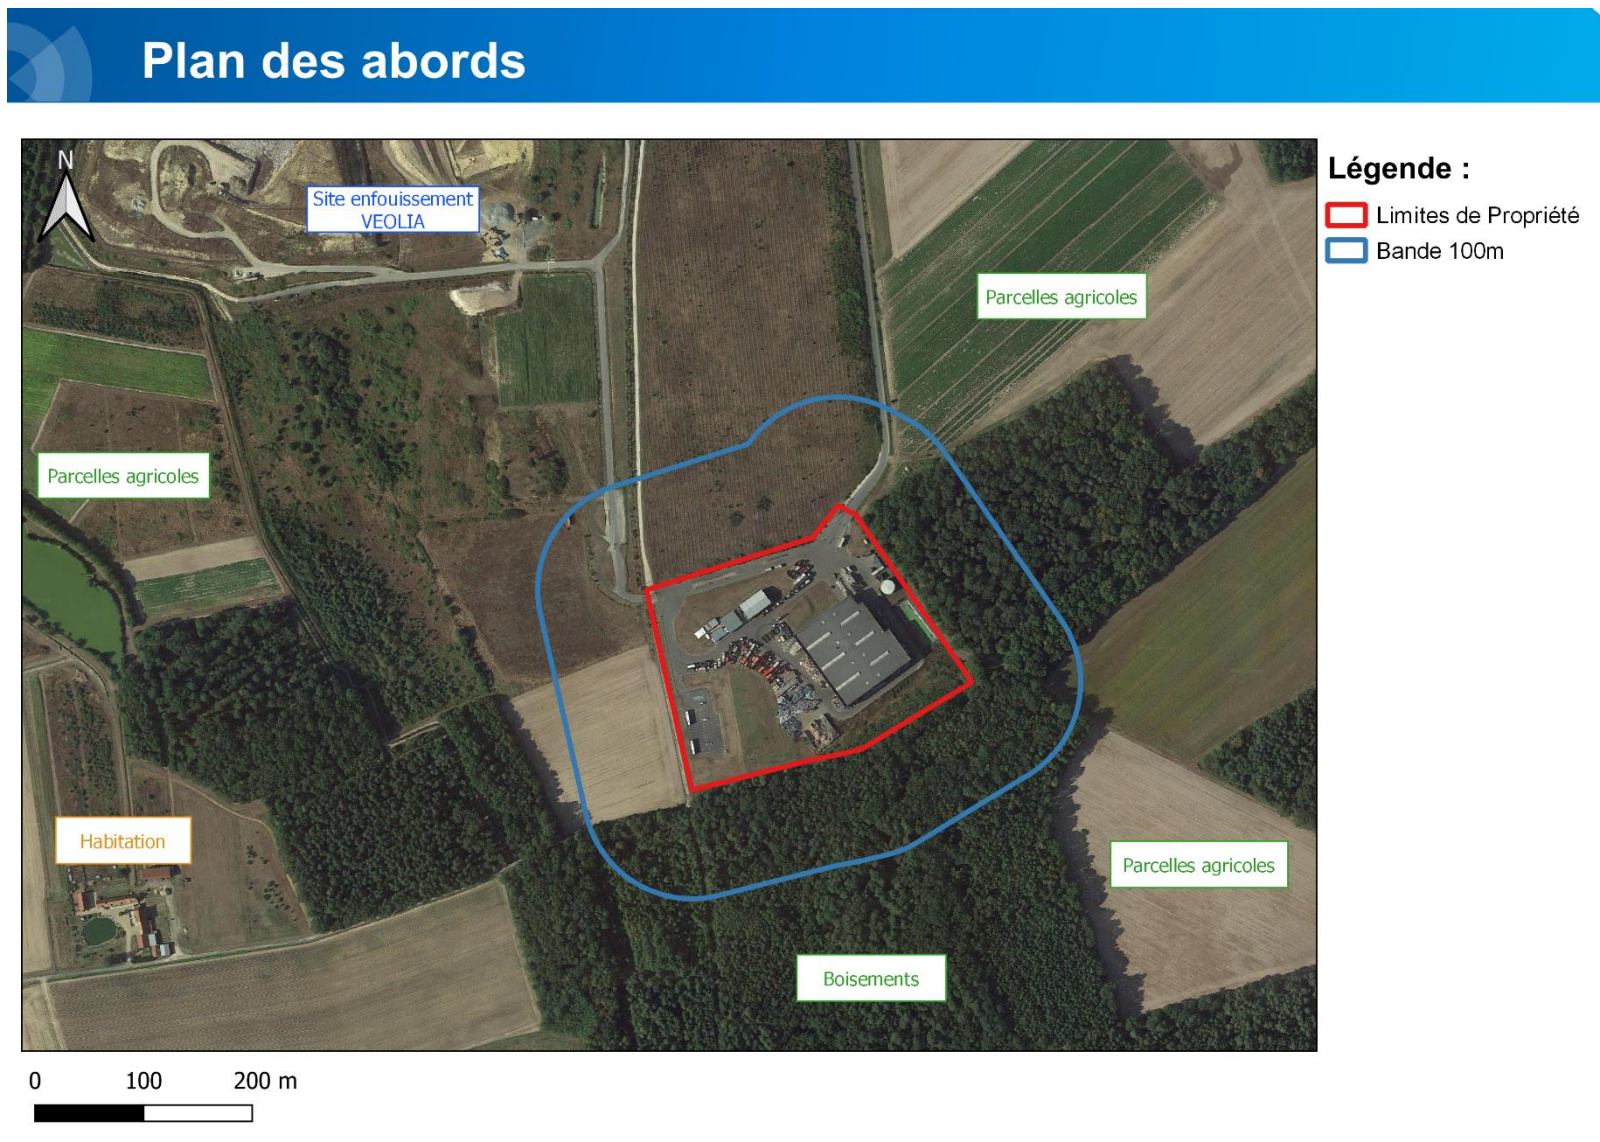 Plan des abords
N
Site enfouissement
VEOLIA
Légende :
Limites de Propriété
Bande 100m
Parcelles agricoles
Parcelles agricoles
Habitation
Parcelles agricoles
Boisements
0 100 200 m